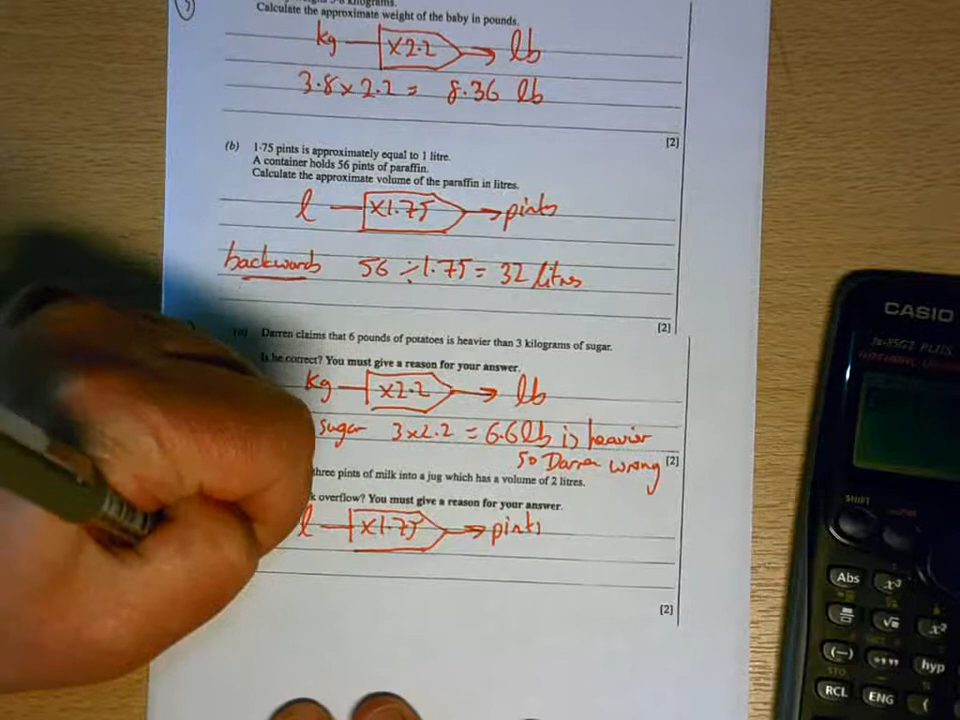 kilograms.
Calculate the approximate weight of the baby in pounds.
kg ×2.2 lb
3.8 × 2.2 = 8.36 lb
[2]
(b) 1·75 pints is approximately equal to 1 litre.
A container holds 56 pints of paraffin.
Calculate the approximate volume of the paraffin in litres.
l ×1.75 pints
backwards 56 ÷ 1.75 = 32 litres
[2]
Darren claims that 6 pounds of potatoes is heavier than 3 kilograms of sugar.
Is he correct? You must give a reason for your answer.
kg ×2.2 lb
sugar 3×2.2 = 6.6 lb is heavier
so Darren wrong [2]
three pints of milk into a jug which has a volume of 2 litres.
overflow? You must give a reason for your answer.
l ×1.75 pints
[2]
CASIO
SHIFT
Abs x³
√ x²
(−) hyp
RCL ENG (